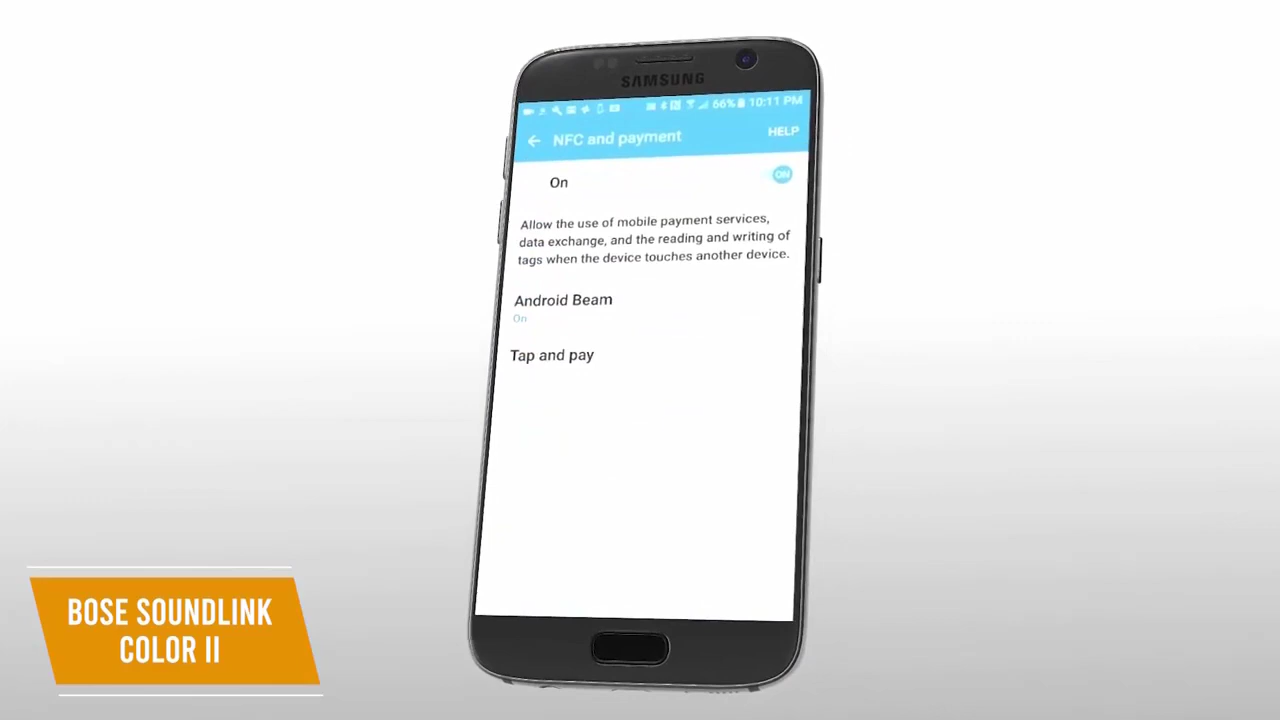 SAMSUNG
66% 10:11 PM
NFC and payment
HELP
On
ON
Allow the use of mobile payment services,
data exchange, and the reading and writing of
tags when the device touches another device.
Android Beam
On
Tap and pay
BOSE SOUNDLINK
COLOR II